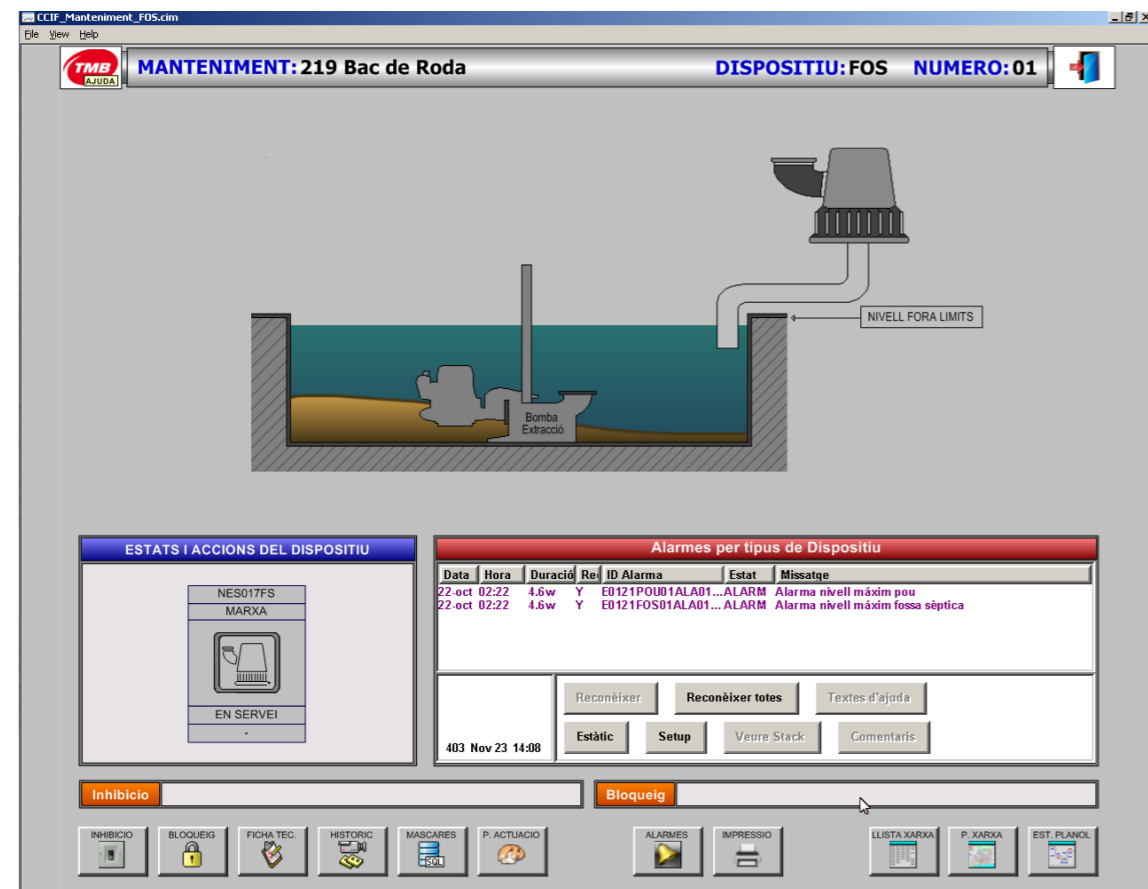 CCIF_Manteniment_FOS.cim
File View Help
TMB
AJUDA
MANTENIMENT: 219 Bac de Roda
DISPOSITIU: FOS NUMERO: 01
NIVELL FORA LIMITS
Bomba
Extracció
ESTATS I ACCIONS DEL DISPOSITIU
NES017FS
MARXA
EN SERVEI
-
Alarmes per tipus de Dispositiu
Data Hora Duració Re ID Alarma Estat Missatge
22-oct 02:22 4.6w Y E0121POU01ALA01... ALARM Alarma nivell máxim pou
22-oct 02:22 4.6w Y E0121FOS01ALA01... ALARM Alarma nivell máxim fossa sèptica
Reconèixer Reconèixer totes Textes d'ajuda
Estàtic Setup Veure Stack Comentaris
403 Nov 23 14:08
Inhibicio
Bloqueig
INHIBICIO BLOQUEIG FICHA TEC. HISTORIC MASCARES P. ACTUACIO ALARMES IMPRESSIO LLISTA XARXA P. XARXA EST. PLANOL
SQL